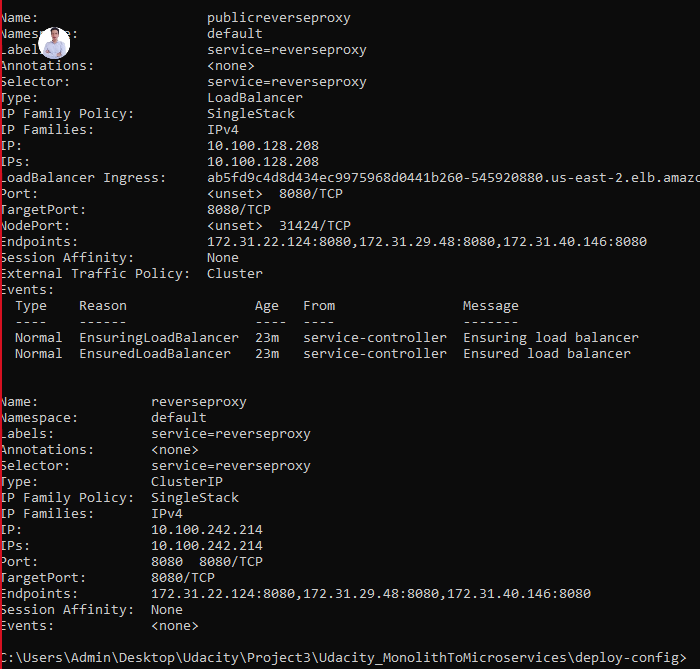 Name:                     publicreverseproxy
Names    e:               default
Label                     service=reverseproxy
Annotations:              <none>
Selector:                 service=reverseproxy
Type:                     LoadBalancer
IP Family Policy:         SingleStack
IP Families:              IPv4
IP:                       10.100.128.208
IPs:                      10.100.128.208
LoadBalancer Ingress:     ab5fd9c4d8d434ec9975968d0441b260-545920880.us-east-2.elb.amazo
Port:                     <unset>  8080/TCP
TargetPort:               8080/TCP
NodePort:                 <unset>  31424/TCP
Endpoints:                172.31.22.124:8080,172.31.29.48:8080,172.31.40.146:8080
Session Affinity:         None
External Traffic Policy:  Cluster
Events:
  Type    Reason                Age   From                Message
  ----    ------                ----  ----                -------
  Normal  EnsuringLoadBalancer  23m   service-controller  Ensuring load balancer
  Normal  EnsuredLoadBalancer   23m   service-controller  Ensured load balancer
Name:              reverseproxy
Namespace:         default
Labels:            service=reverseproxy
Annotations:       <none>
Selector:          service=reverseproxy
Type:              ClusterIP
IP Family Policy:  SingleStack
IP Families:       IPv4
IP:                10.100.242.214
IPs:               10.100.242.214
Port:              8080  8080/TCP
TargetPort:        8080/TCP
Endpoints:         172.31.22.124:8080,172.31.29.48:8080,172.31.40.146:8080
Session Affinity:  None
Events:            <none>
C:\Users\Admin\Desktop\Udacity\Project3\Udacity_MonolithToMicroservices\deploy-config>